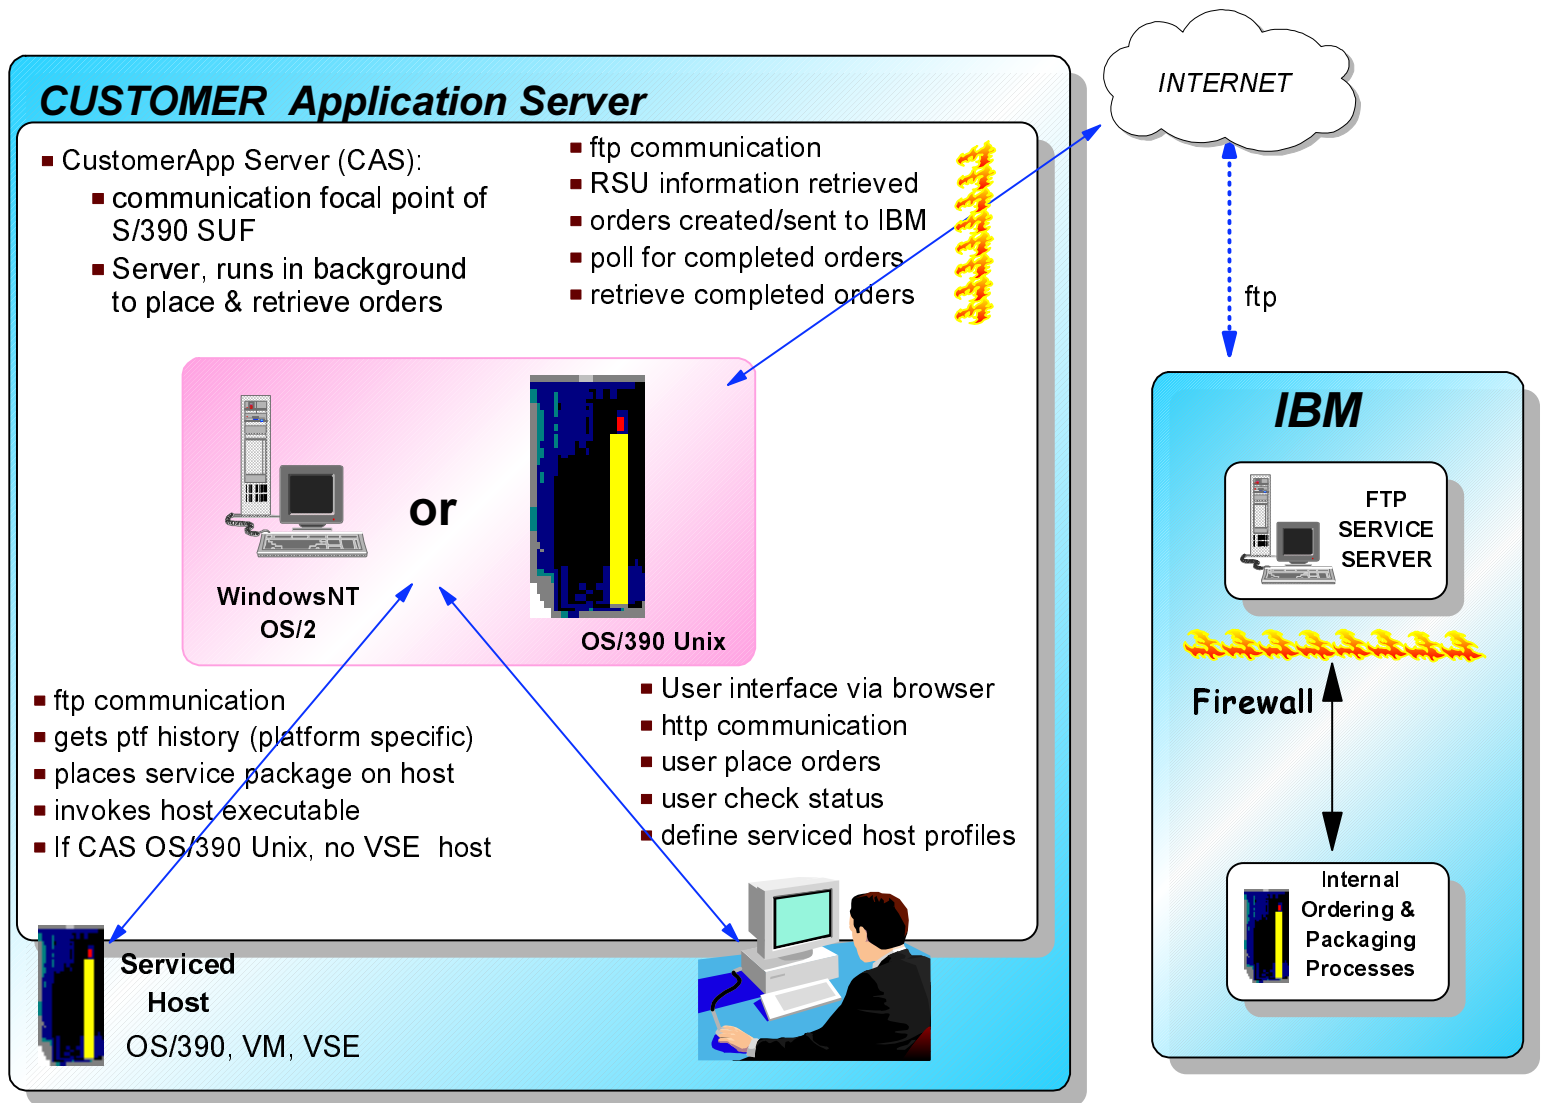 CUSTOMER Application Server
CustomerApp Server (CAS):
communication focal point of
S/390 SUF
Server, runs in background
to place & retrieve orders
ftp communication
RSU information retrieved
orders created/sent to IBM
poll for completed orders
retrieve completed orders
INTERNET
ftp
or
WindowsNT
OS/2
OS/390 Unix
ftp communication
gets ptf history (platform specific)
places service package on host
invokes host executable
If CAS OS/390 Unix, no VSE host
User interface via browser
http communication
user place orders
user check status
define serviced host profiles
Serviced
Host
OS/390, VM, VSE
IBM
FTP
SERVICE
SERVER
Firewall
Internal
Ordering &
Packaging
Processes